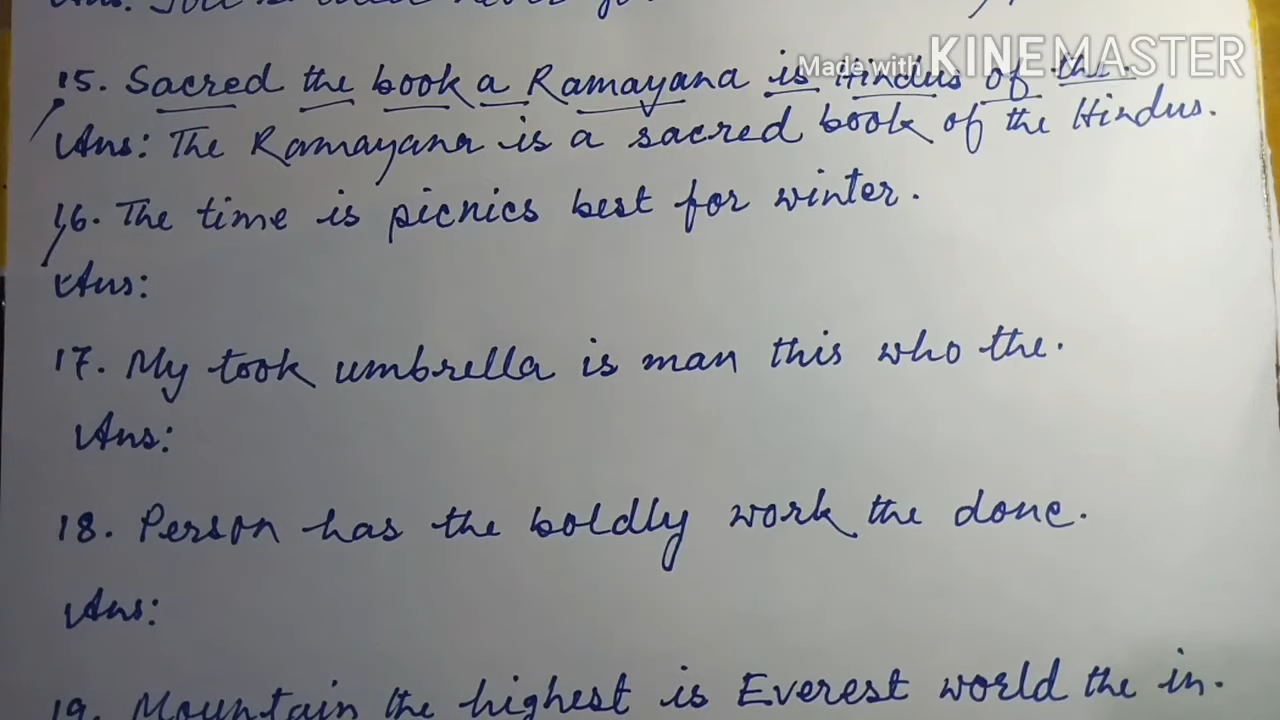 15. Sacred the book a Ramayana is Hindus of the.
Made with KINEMASTER
Ans: The Ramayana is a sacred book of the Hindus.
16. The time is picnics best for winter.
Ans:
17. My took umbrella is man this who the.
Ans:
18. Person has the boldly work the done.
Ans:
19. Mountain the highest is Everest world the in.